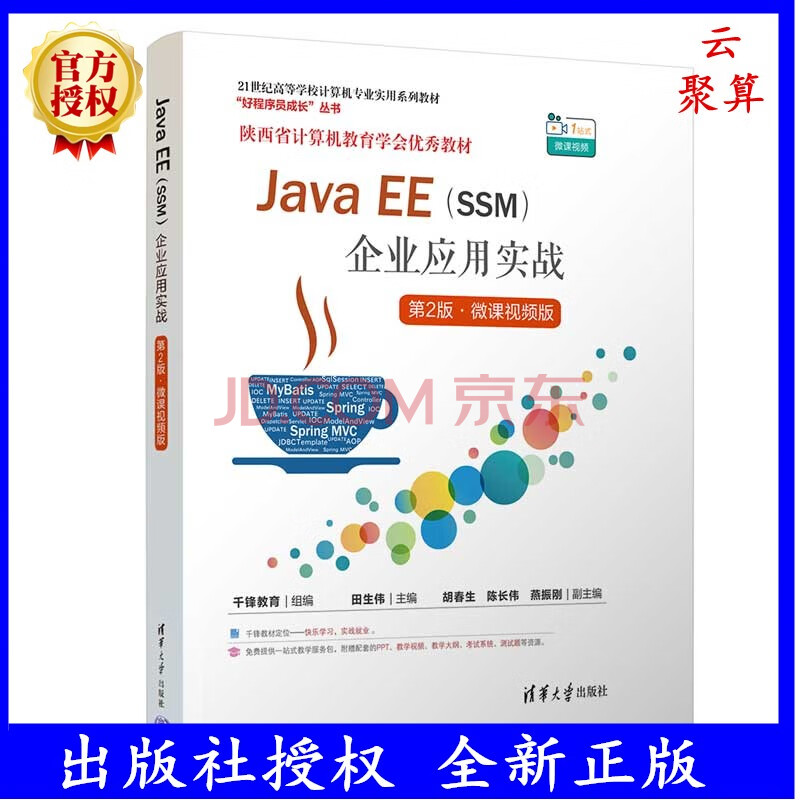 官方
授权
云
聚算
21世纪高等学校计算机专业实用系列教材
“好程序员成长”丛书
陕西省计算机教育学会优秀教材
1站式
微课视频
Java EE（SSM）
企业应用实战
第2版·微课视频版
Java EE（SSM）企业应用实战 第2版·微课视频版
清华大学出版社
UPDATE INSERT Controller AOP SqlSession INSERT
DELETE MyBatis UPDATE SELECT DELETE
IOC Spring MVC Spring MVC
DELETE INSERT UPDATE IOC
ModelAndView Spring
MyBatis UPDATE
DispatcherServlet IOC ModelAndView
Spring MVC
JDBCTemplate AOP
ModelAndView UPDATE ModelAndView
JD.COM 京东
千锋教育 | 组编 田生伟 | 主编 胡春生 陈长伟 燕振刚 | 副主编
千锋教材定位——快乐学习，实战就业。
免费提供一站式教学服务包，附赠配套的PPT、教学视频、教学大纲、考试系统、测试题等资源。
清华大学出版社
出版社授权 全新正版